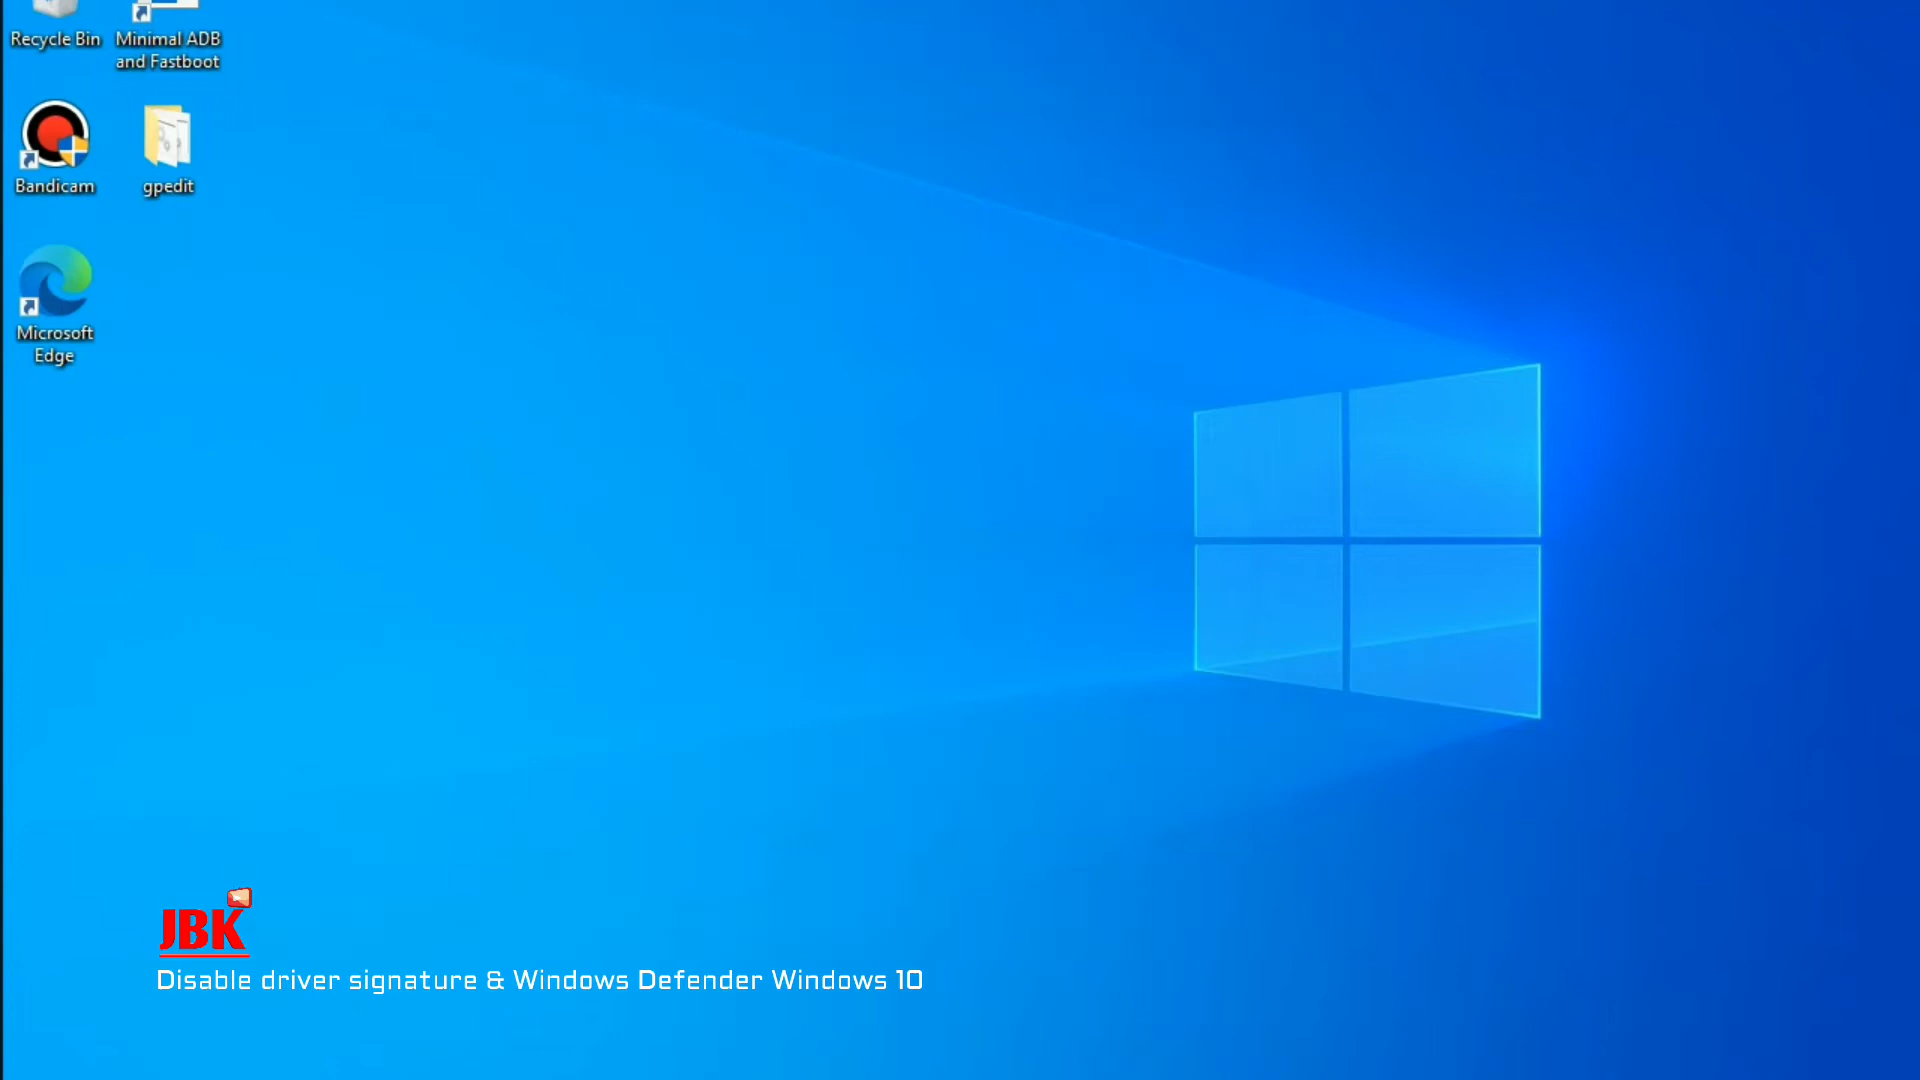 Recycle Bin
Minimal ADB
and Fastboot
Bandicam
gpedit
Microsoft
Edge
JBK
Disable driver signature & Windows Defender Windows 10